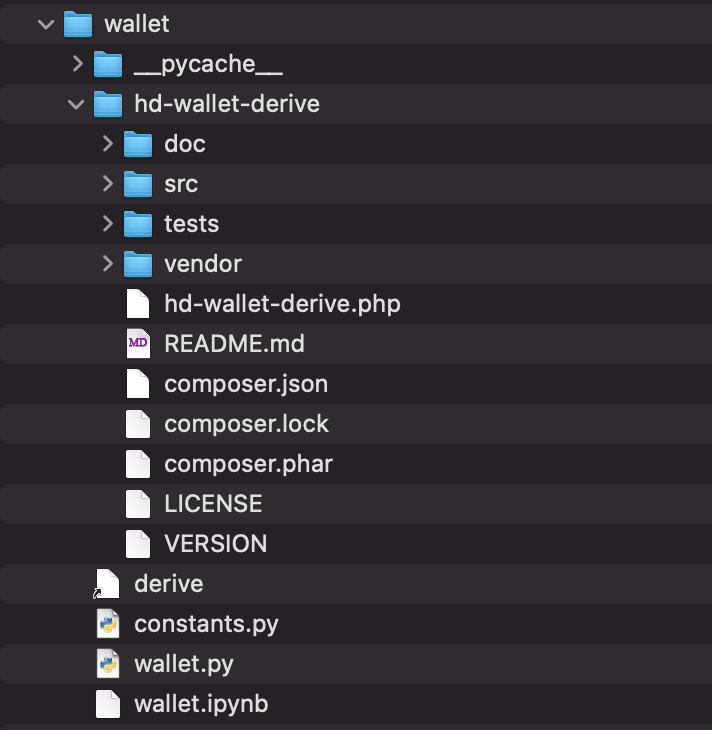 wallet
__pycache__
hd-wallet-derive
doc
src
tests
vendor
hd-wallet-derive.php
MD README.md
composer.json
composer.lock
composer.phar
LICENSE
VERSION
derive
constants.py
wallet.py
wallet.ipynb